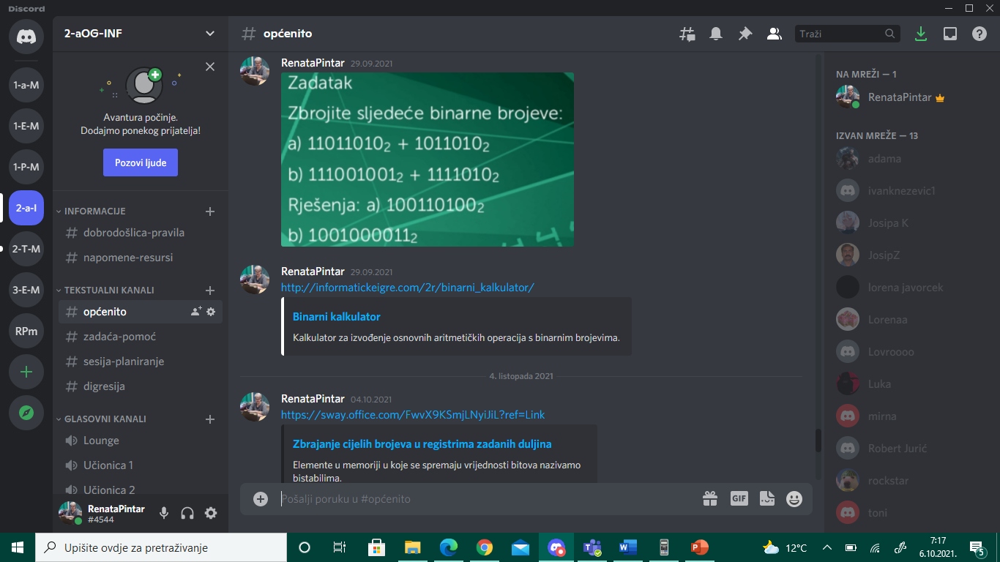 Discord
2-aOG-INF
Avantura počinje.
Dodajmo ponekog prijatelja!
Pozovi ljude
1-a-M
1-E-M
1-P-M
2-a-I
2-T-M
3-E-M
RPm
INFORMACIJE
dobrodošlica-pravila
napomene-resursi
TEKSTUALNI KANALI
općenito
zadaća-pomoć
sesija-planiranje
digresija
GLASOVNI KANALI
Lounge
Učionica 1
Učionica 2
RenataPintar
#4544
# općenito
Traži
RenataPintar 29.09.2021
Zadatak
Zbrojite sljedeće binarne brojeve:
a) 11011010₂ + 1011010₂
b) 111001001₂ + 1111010₂
Rješenja: a) 100110100₂
b) 1001000011₂
RenataPintar 29.09.2021
http://informatickeigre.com/2r/binarni_kalkulator/
Binarni kalkulator
Kalkulator za izvođenje osnovnih aritmetičkih operacija s binarnim brojevima.
4. listopada 2021
RenataPintar 04.10.2021
https://sway.office.com/FwvX9KSmjLNyiJiL?ref=Link
Zbrajanje cijelih brojeva u registrima zadanih duljina
Elemente u memoriji u koje se spremaju vrijednosti bitova nazivamo
bistabilima.
Pošalji poruku u #općenito
GIF
NA MREŽI — 1
RenataPintar
IZVAN MREŽE — 13
adama
ivanknezevic1
Josipa K
JosipZ
lorena javorcek
Lorenaa
Lovroooo
Luka
mirna
Robert Jurić
rockstar
toni
Upišite ovdje za pretraživanje
12°C
7:17
6.10.2021.
5